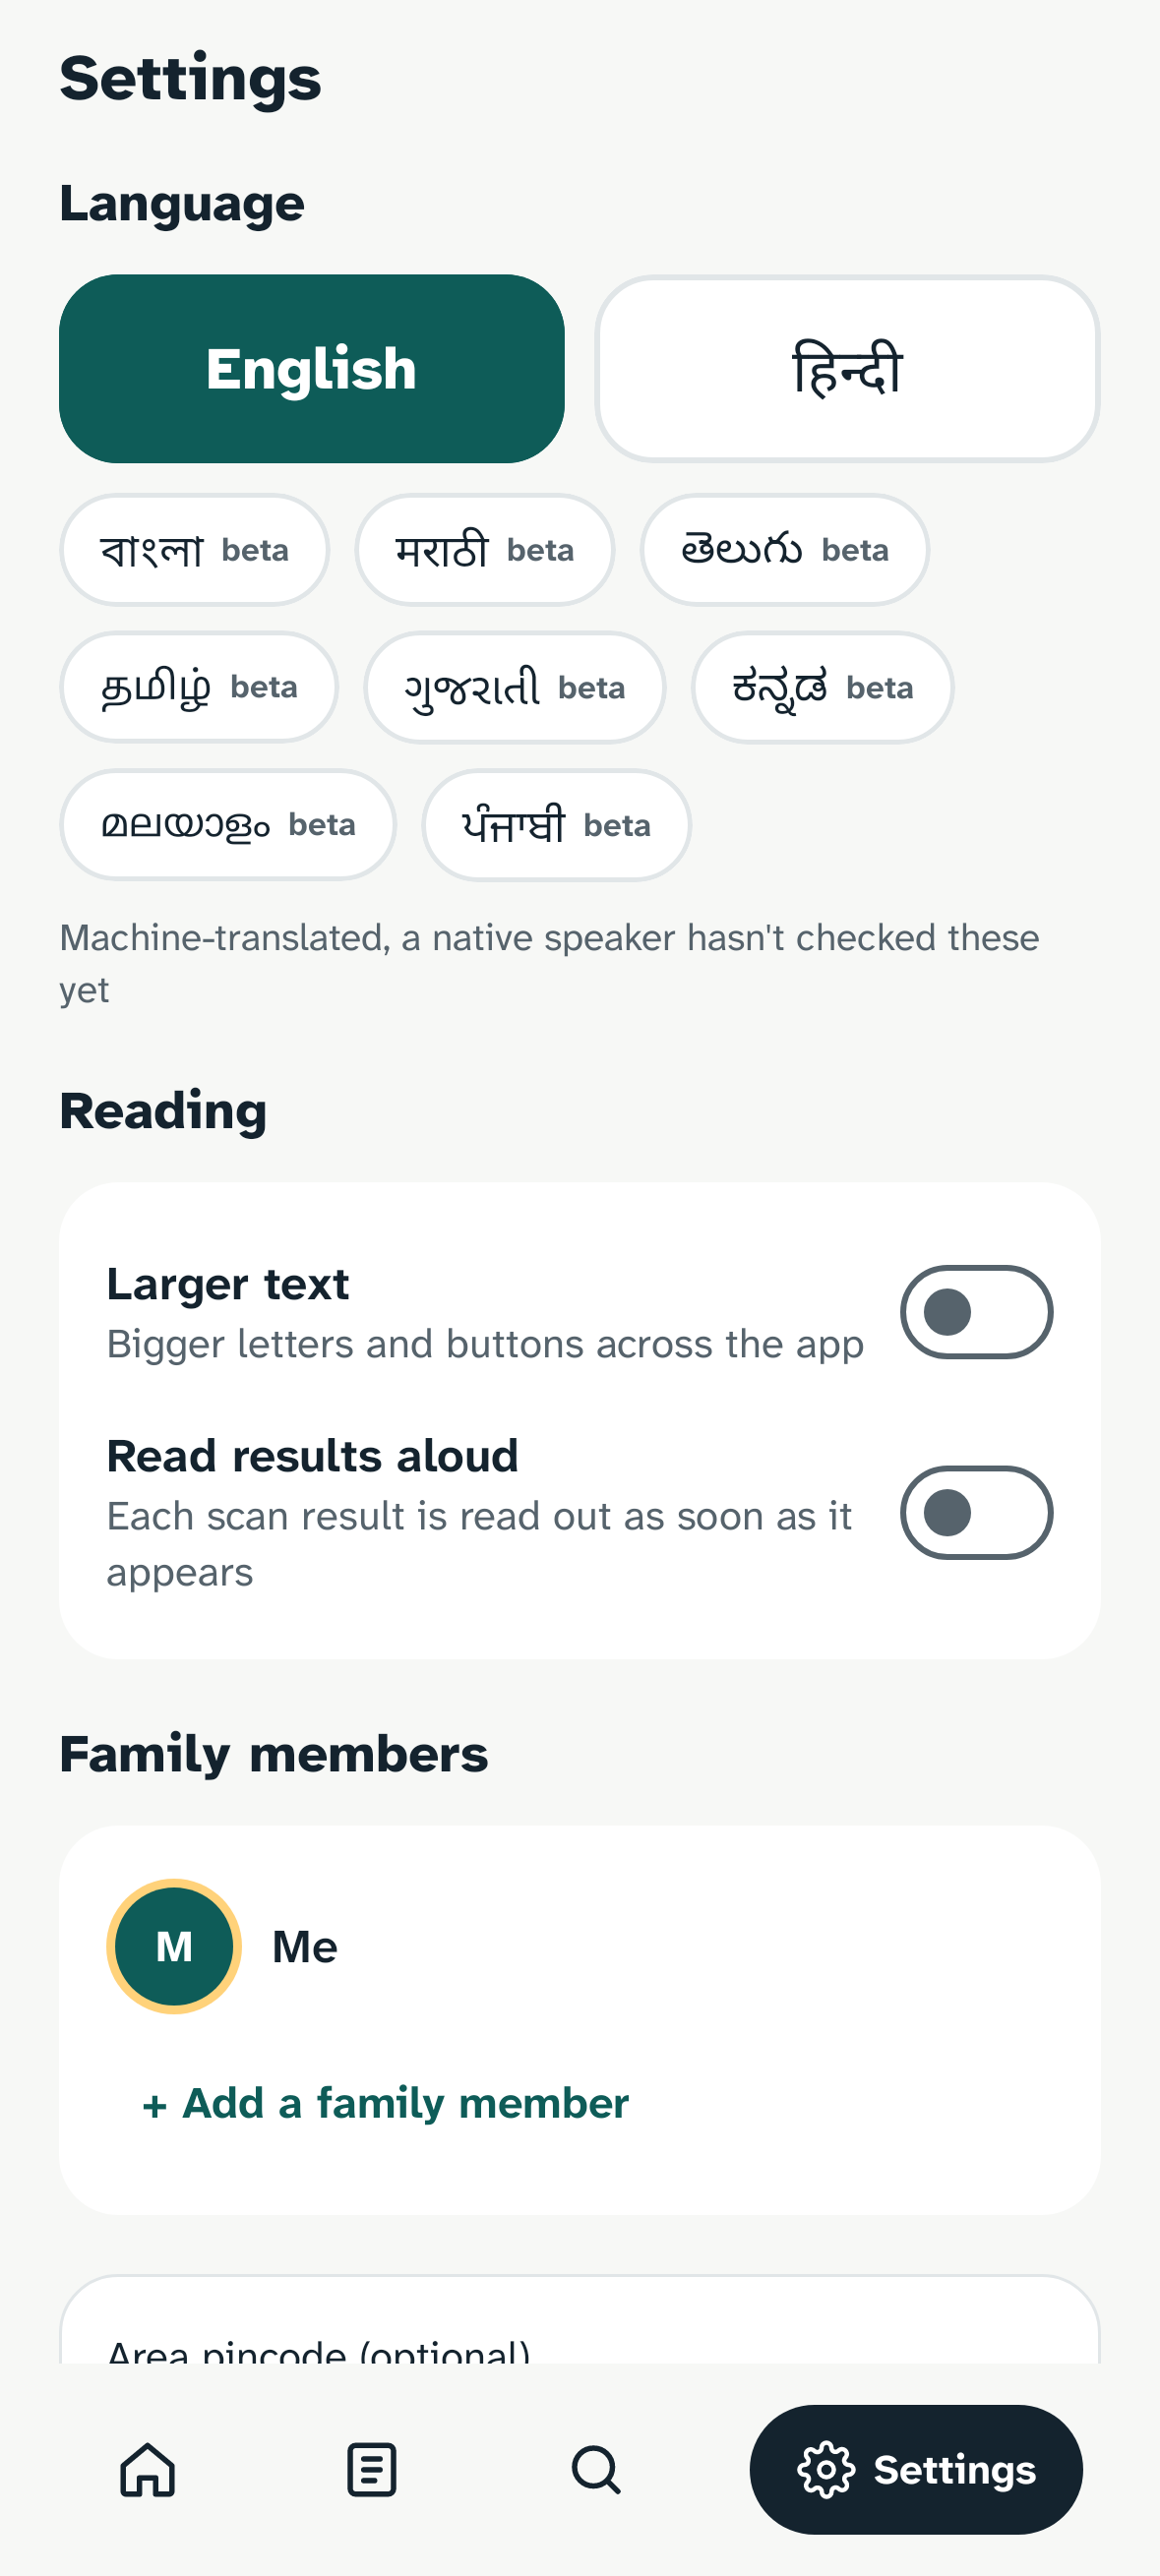 Settings
Language
English
हिन्दी
বাংলা beta
मराठी beta
తెలుగు beta
தமிழ் beta
ગુજરાતી beta
ಕನ್ನಡ beta
മലയാളം beta
ਪੰਜਾਬੀ beta
Machine-translated, a native speaker hasn't checked these
yet
Reading
Larger text
Bigger letters and buttons across the app
Read results aloud
Each scan result is read out as soon as it
appears
Family members
M
Me
+ Add a family member
Area pincode (optional)
Settings